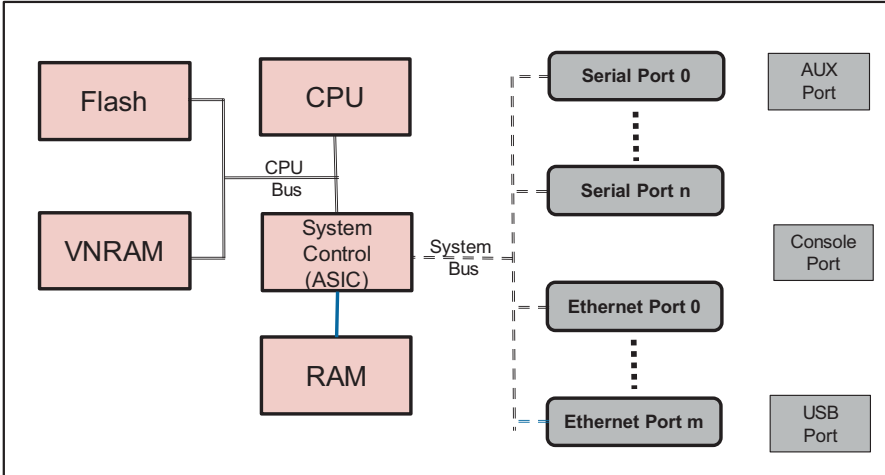 Flash
CPU
CPU
Bus
VNRAM
System
Control
(ASIC)
RAM
System
Bus
Serial Port 0
Serial Port n
Ethernet Port 0
Ethernet Port m
AUX
Port
Console
Port
USB
Port